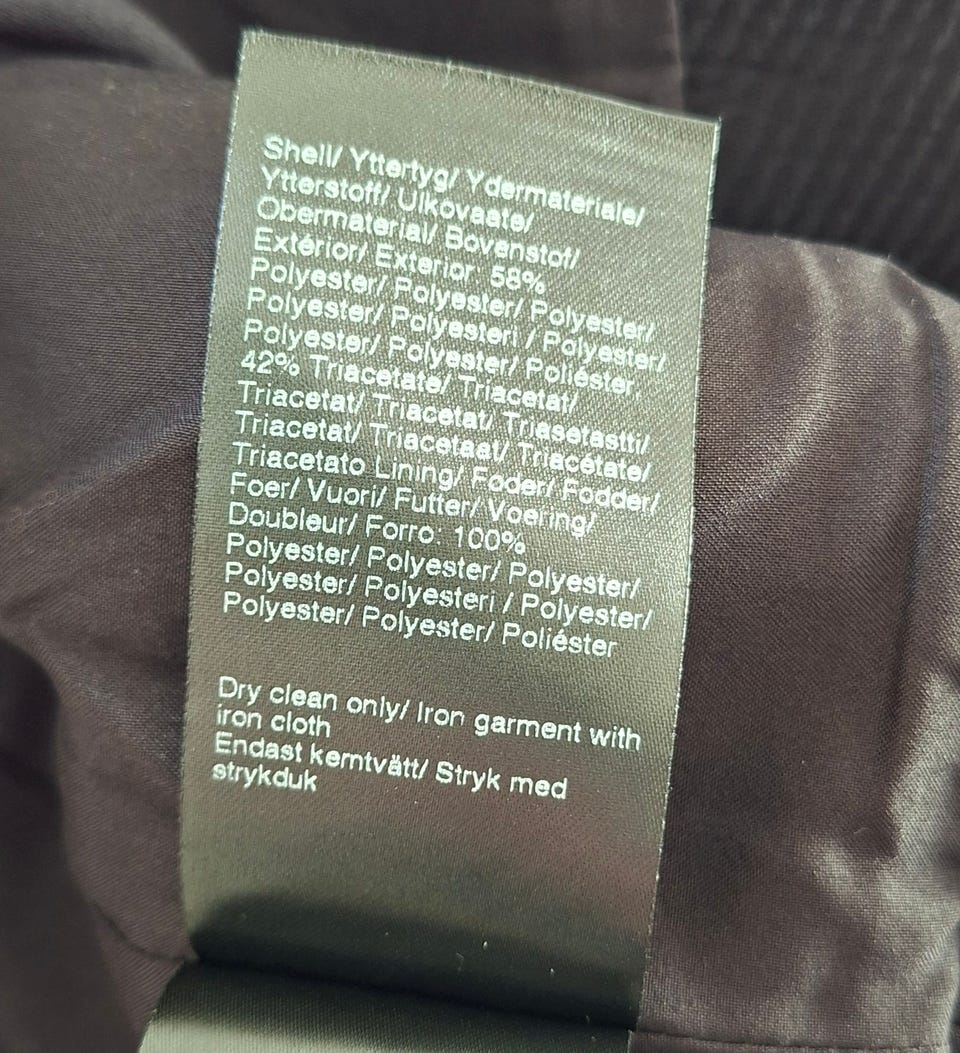 Shell/ Yttertyg/ Ydermateriale/
Ytterstoff/ Ulkovaate/
Obermaterial/ Bovenstof/
Extérior/ Exterior: 58%
Polyester/ Polyester/ Polyester/
Polyester/ Polyesteri / Polyester/
Polyester/ Polyester/ Poliéster,
42% Triacetate/ Triacetat/
Triacetat/ Triacetat/ Triasetastti/
Triacetat/ Triacetaat/ Triacétate/
Triacetato Lining/ Foder/ Fodder/
Foer/ Vuori/ Futter/ Voering/
Doubleur/ Forro: 100%
Polyester/ Polyester/ Polyester/
Polyester/ Polyesteri / Polyester/
Polyester/ Polyester/ Poliéster
Dry clean only/ Iron garment with
iron cloth
Endast kemtvätt/ Stryk med
strykduk